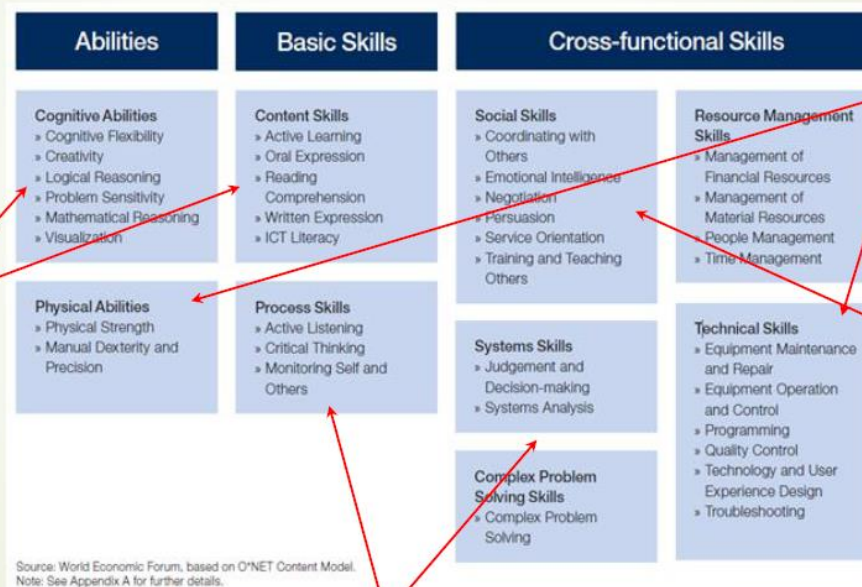 Abilities
Basic Skills
Cross-functional Skills
Cognitive Abilities
» Cognitive Flexibility
» Creativity
» Logical Reasoning
» Problem Sensitivity
» Mathematical Reasoning
» Visualization
Physical Abilities
» Physical Strength
» Manual Dexterity and
Precision
Content Skills
» Active Learning
» Oral Expression
» Reading
Comprehension
» Written Expression
» ICT Literacy
Process Skills
» Active Listening
» Critical Thinking
» Monitoring Self and
Others
Social Skills
» Coordinating with
Others
» Emotional Intelligence
» Negotiation
» Persuasion
» Service Orientation
» Training and Teaching
Others
Systems Skills
» Judgement and
Decision-making
» Systems Analysis
Complex Problem
Solving Skills
» Complex Problem
Solving
Resource Management
Skills
» Management of
Financial Resources
» Management of
Material Resources
» People Management
» Time Management
Technical Skills
» Equipment Maintenance
and Repair
» Equipment Operation
and Control
» Programming
» Quality Control
» Technology and User
Experience Design
» Troubleshooting
Source: World Economic Forum, based on O*NET Content Model.
Note: See Appendix A for further details.